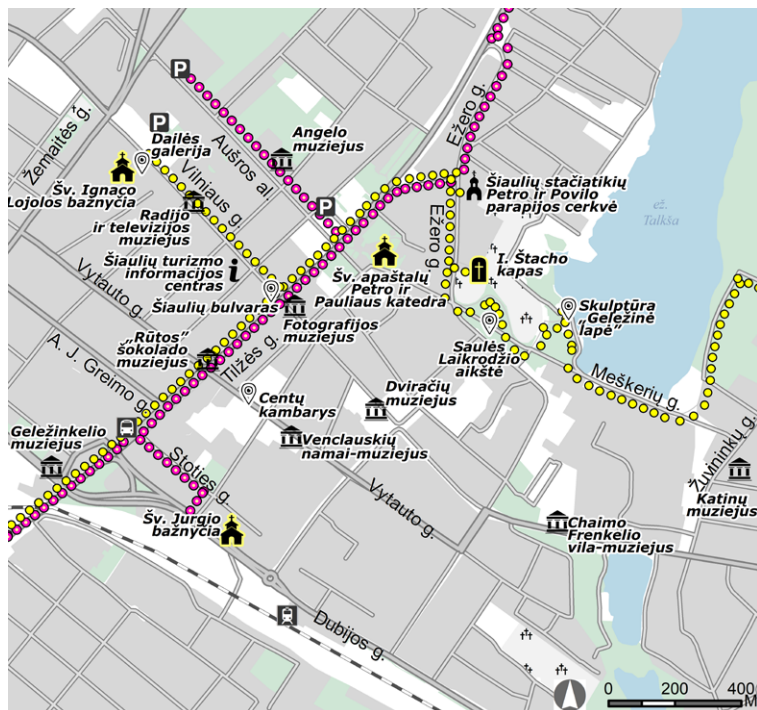 P
Žemaitės g.
P
Dailės
galerija
Šv. Ignaco
Lojolos bažnyčia
Vilniaus g.
Aušros al.
Angelo
muziejus
P
Radijo
ir televizijos
muziejus
Ežero g.
Šiaulių stačiatikių
Petro ir Povilo
parapijos cerkvė
ež.
Talkša
Ežero g.
I. Štacho
kapas
Šiaulių turizmo
informacijos
centras
Šv. apaštalų
Petro ir
Pauliaus katedra
Vytauto g.
Šiaulių bulvaras
Fotografijos
muziejus
Skulptūra
„Geležinė
lapė”
Saulės
Laikrodžio
aikštė
„Rūtos”
šokolado
muziejus
Tilžės g.
A. J. Greimo g.
Meškerių g.
Centų
kambarys
Dviračių
muziejus
Geležinkelio
muziejus
Stoties g.
Venclauskių
namai-muziejus
Vytauto g.
Žuvininkų g.
Katinų
muziejus
Šv. Jurgio
bažnyčia
Chaimo
Frenkelio
vila-muziejus
Dubijos g.
0 200 400
M